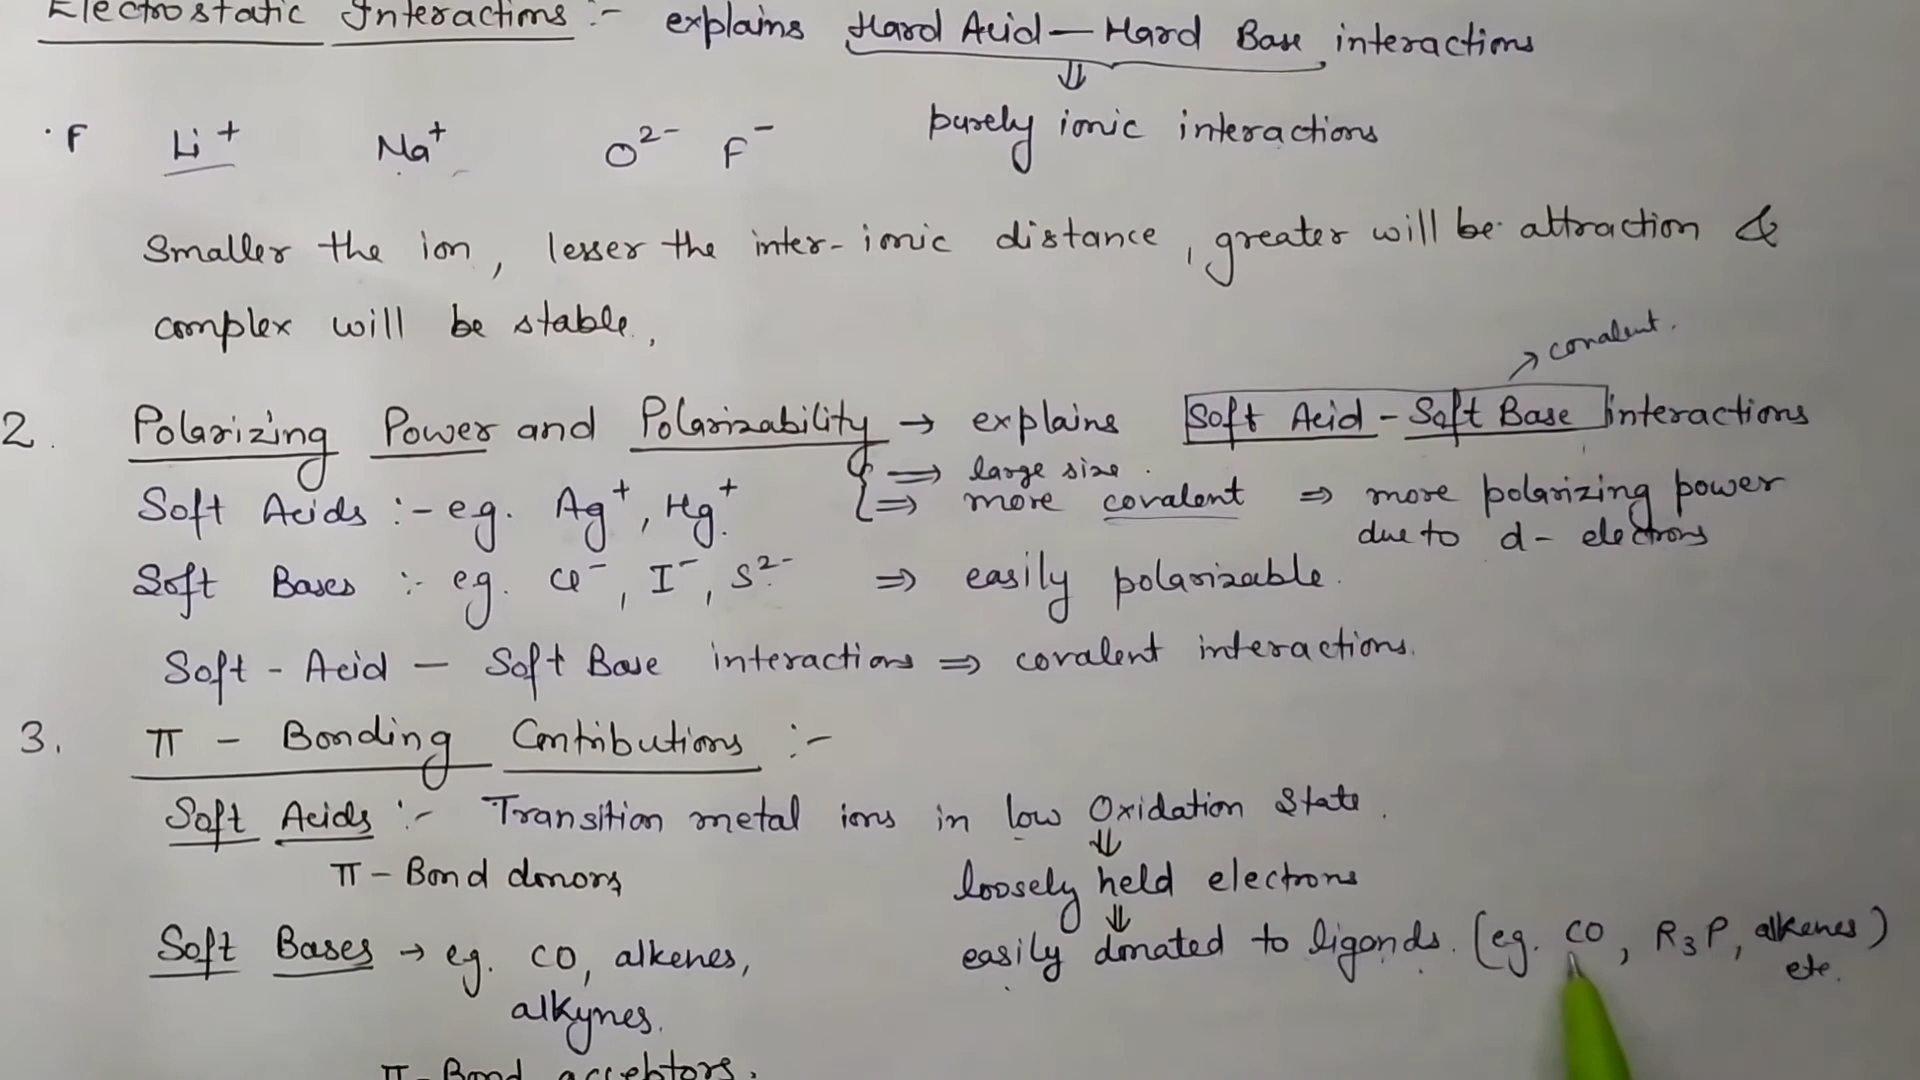 Electrostatic Interactions :- explains Hard Acid — Hard Base interactions
⇓
purely ionic interactions
. F Li+ Na+ O2- F-
Smaller the ion, lesser the inter-ionic distance, greater will be attraction &
complex will be stable.,
→ covalent.
2. Polarizing Power and Polarizability → explains Soft Acid - Soft Base interactions
⇒ large size.
Soft Acids :- eg. Ag+, Hg+ ⇒ more covalent ⇒ more polarizing power
due to d- electrons
Soft Bases :- eg. Cl-, I-, S2- ⇒ easily polarizable.
Soft - Acid — Soft Base interactions ⇒ covalent interactions.
3. π - Bonding Contributions :-
Soft Acids :- Transition metal ions in low Oxidation State.
⇓
π - Bond donors loosely held electrons
⇓
Soft Bases → eg. CO, alkenes, easily donated to ligands. (eg. CO, R3P, alkenes)
etc.
alkynes.
π - Bond acceptors.